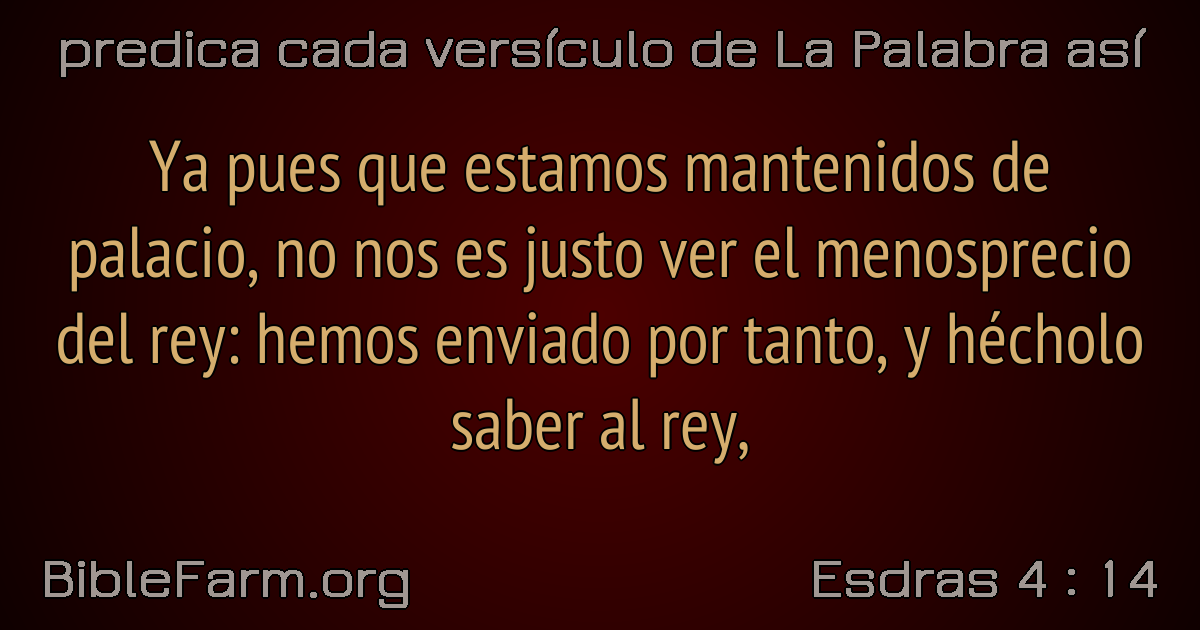 predica cada versículo de La Palabra así
Ya pues que estamos mantenidos de
palacio, no nos es justo ver el menosprecio
del rey: hemos enviado por tanto, y hécholo
saber al rey,
BibleFarm.org
Esdras 4 : 14